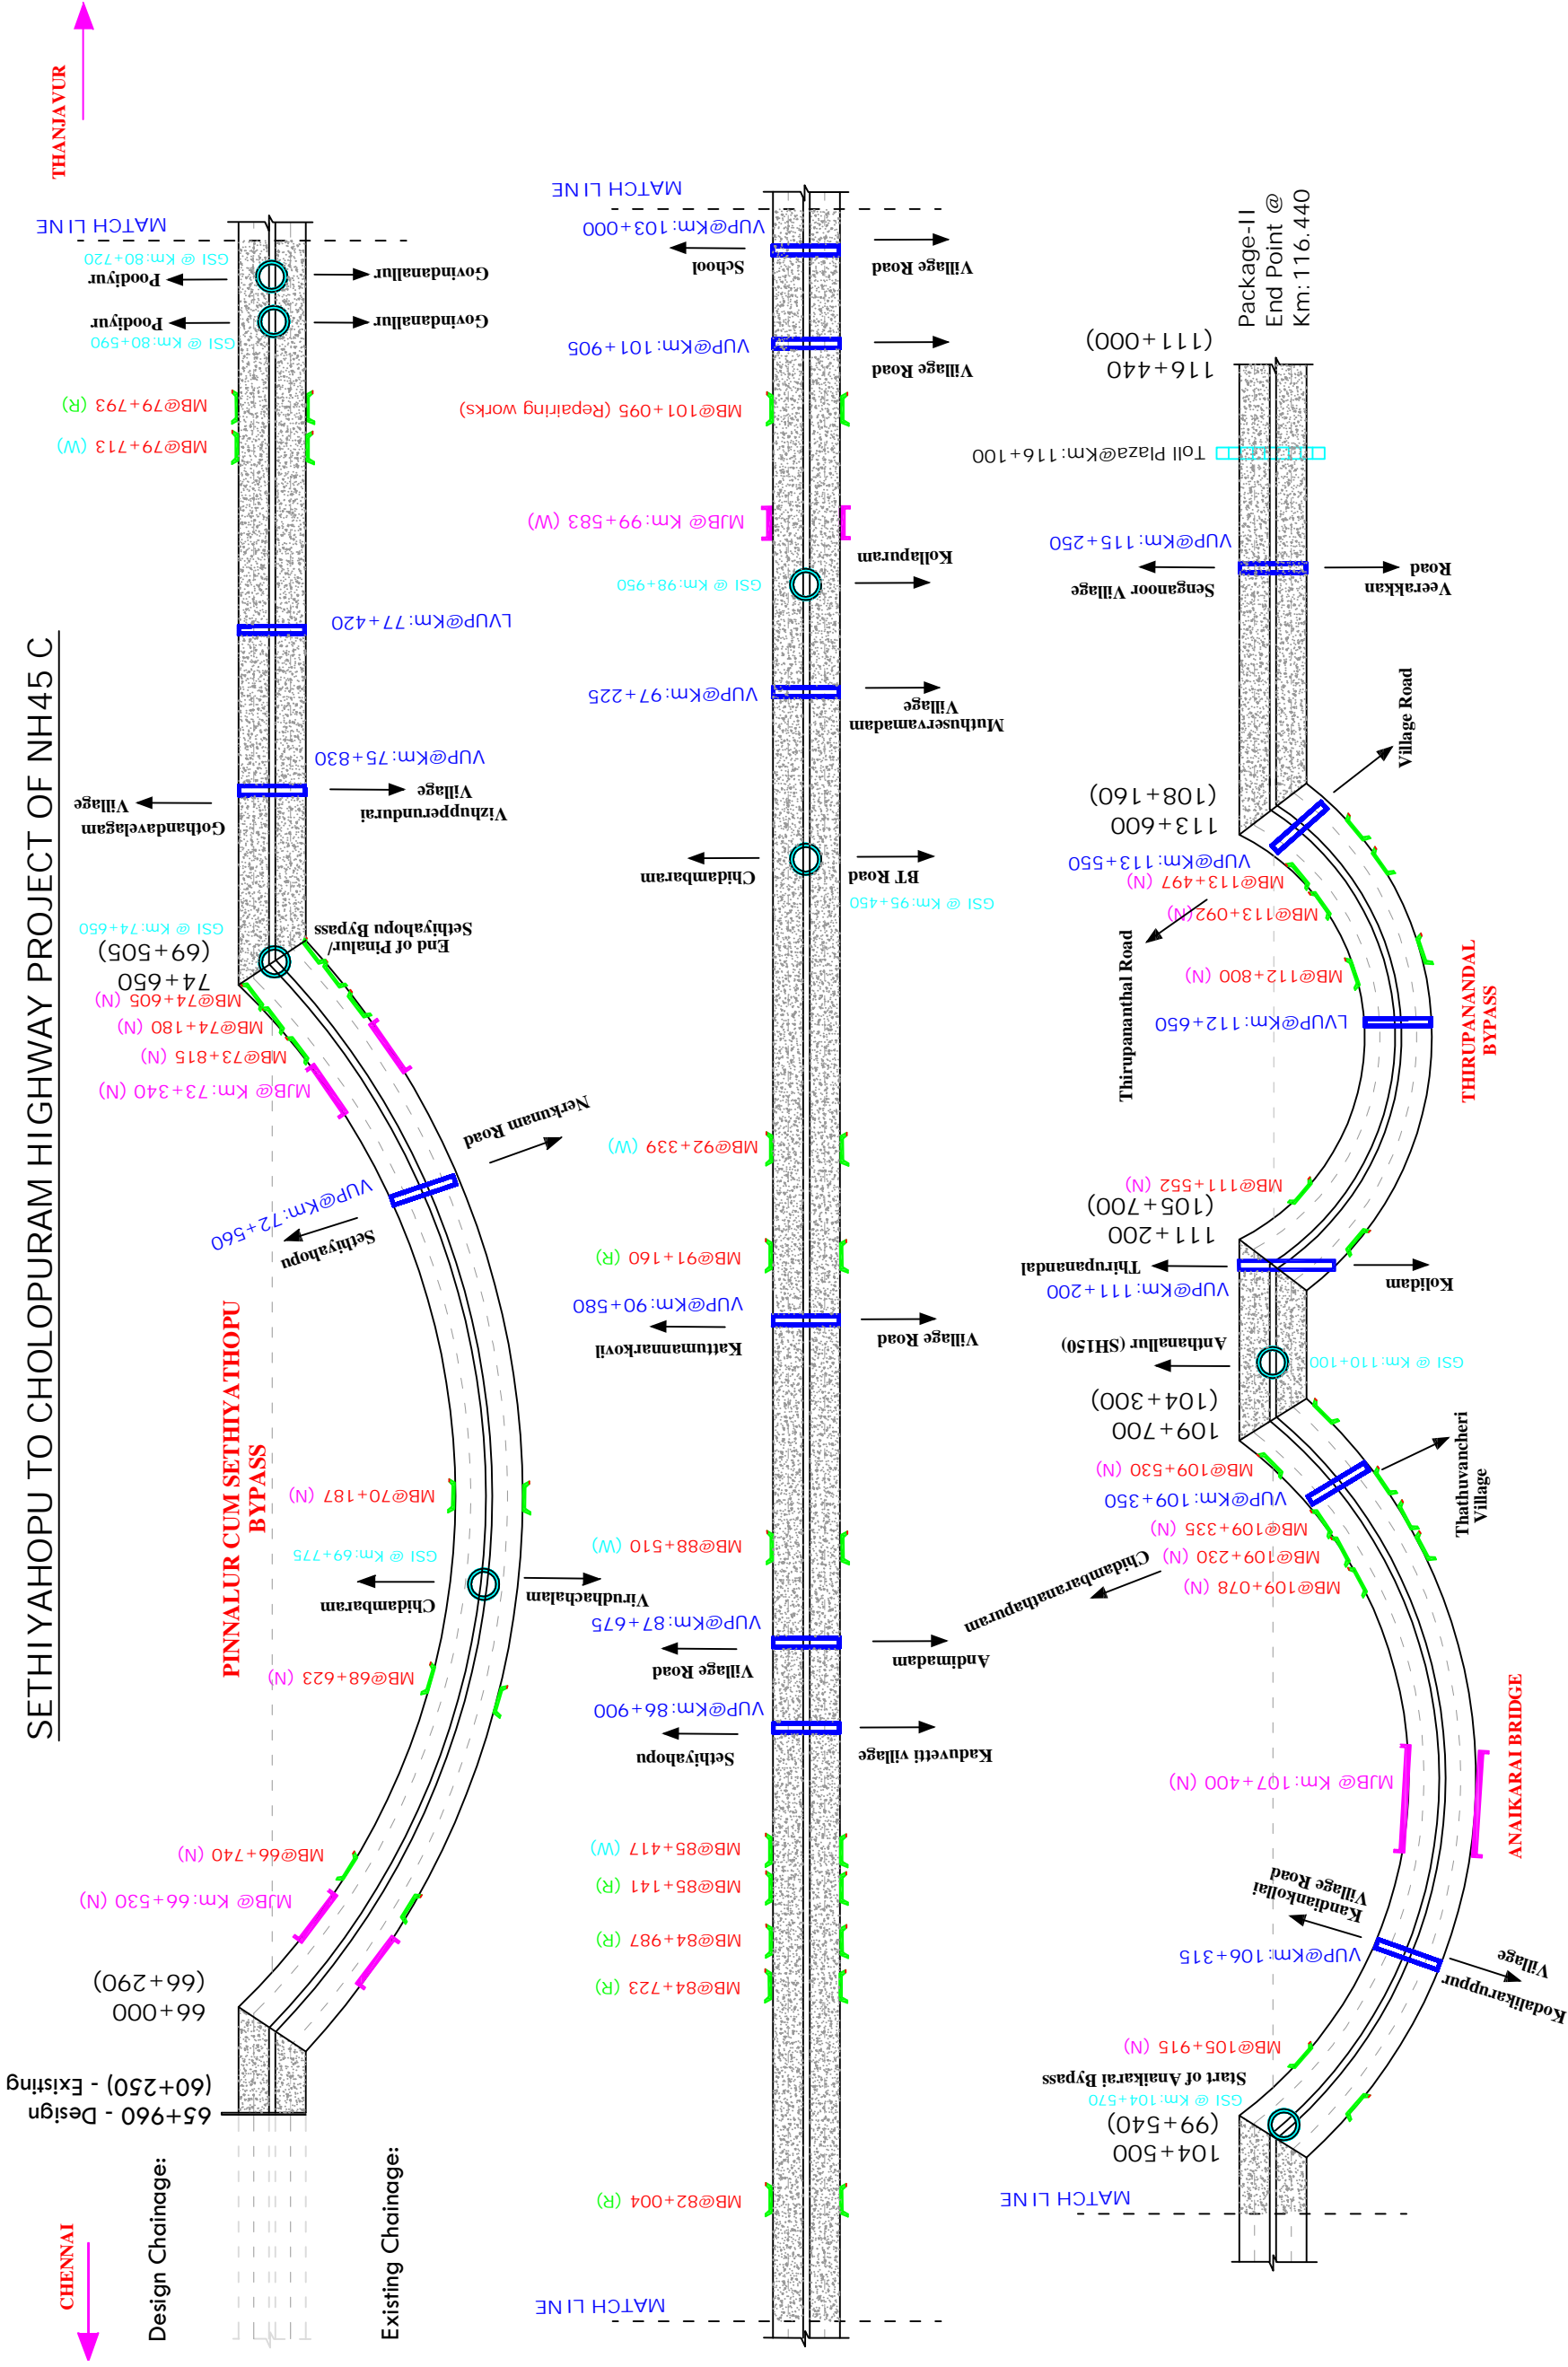 SETHIYAHOPU TO CHOLOPURAM HIGHWAY PROJECT OF NH45 C
CHENNAI
THANJAVUR
Design Chainage:
Existing Chainage:
65+960 - Design
(60+250) - Existing
66+000
(66+290)
MJB@ Km:66+530 (N)
MB@66+740 (N)
MB@68+623 (N)
PINNALUR CUM SETHIYATHOPU
BYPASS
GSI @ Km:69+775
Chidambaram
Virudhachalam
MB@70+187 (N)
VUP@Km:72+560
Sethiyahopu
Nerkunam Road
MJB@ Km:73+340 (N)
MB@73+815 (N)
MB@74+180 (N)
MB@74+605 (N)
74+650
(69+505)
GSI @ Km:74+650
End of Pinalur/
Sethiyahopu Bypass
Gothandavelagam
Village
VUP@Km:75+830
Vizhupperundurai
Village
LVUP@Km:77+420
MB@79+713 (W)
MB@79+793 (R)
GSI @ Km:80+590
Poodiyur
Govindanallur
GSI @ Km:80+720
Poodiyur
Govindanallur
MATCH LINE
MATCH LINE
MB@82+004 (R)
MB@84+723 (R)
MB@84+987 (R)
MB@85+141 (R)
MB@85+417 (W)
Sethiyahopu
VUP@Km:86+900
Kaduvetti village
Village Road
VUP@Km:87+675
Andimadam
MB@88+510 (W)
Kattumannarkovil
VUP@Km:90+580
Village Road
MB@91+160 (R)
MB@92+339 (W)
Chidambaram
BT Road
GSI @ Km:95+450
VUP@Km:97+225
Muthuservamadam
Village
GSI @ Km:98+950
Kollapuram
MJB@ Km:99+583 (W)
MB@101+095 (Repairing works)
VUP@Km:101+905
Village Road
School
VUP@Km:103+000
Village Road
MATCH LINE
MATCH LINE
104+500
(99+540)
GSI @ Km:104+570
Start of Anaikarai Bypass
MB@105+915 (N)
VUP@Km:106+315
Kandiankollai
Village Road
Kodalikaruppur
Village
MJB@ Km:107+400 (N)
ANAIKARAI BRIDGE
Chidambaranathapuram
MB@109+078 (N)
MB@109+230 (N)
MB@109+335 (N)
VUP@Km:109+350
Thathuvancheri
Village
MB@109+530 (N)
109+700
(104+300)
Anthanallur (SH150)
GSI @ Km:110+100
VUP@Km:111+200
Thirupanandal
Kolidam
111+200
(105+700)
MB@111+552 (N)
LVUP@Km:112+650
THIRUPANANDAL
BYPASS
MB@112+800 (N)
Thirupananthal Road
MB@113+092(N)
MB@113+497 (N)
VUP@Km:113+550
113+600
(108+160)
Village Road
Senganoor Village
VUP@Km:115+250
Veerakkan
Road
Toll Plaza@Km:116+100
116+440
(111+000)
Package-II
End Point @
Km: 116.440